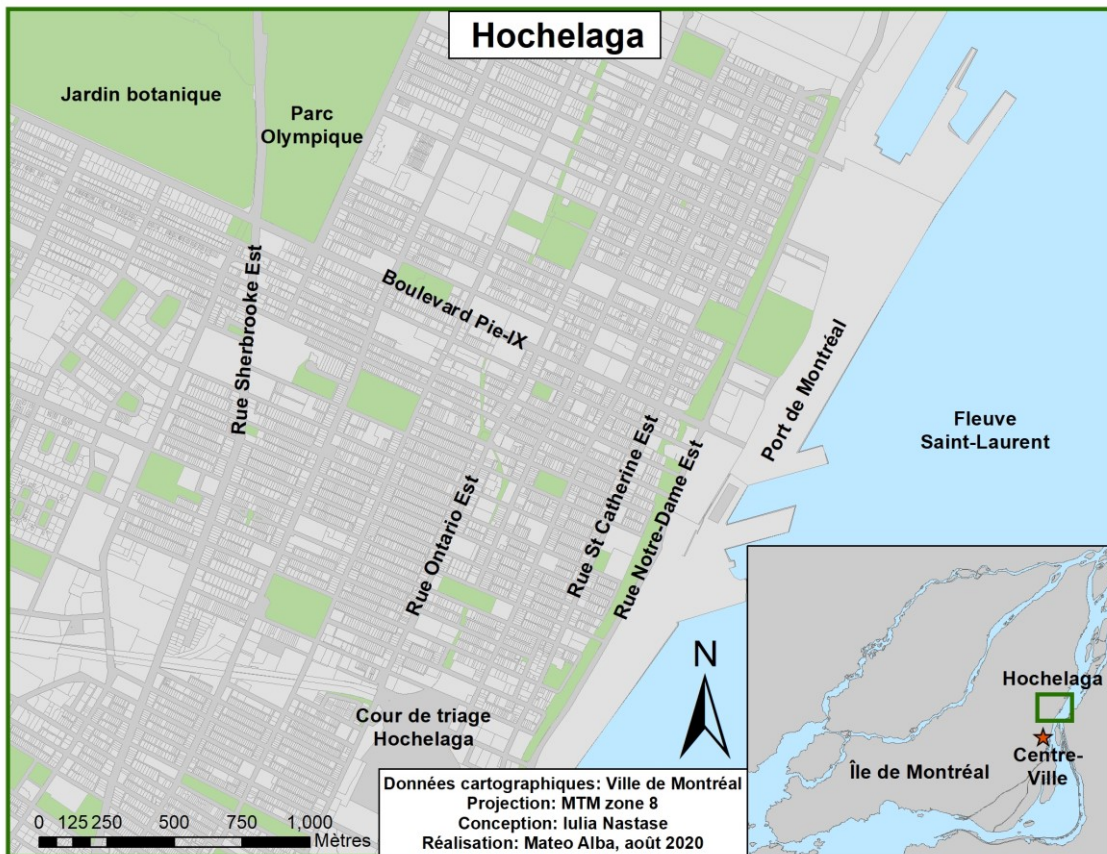 Hochelaga
Jardin botanique
Parc
Olympique
Rue Sherbrooke Est
Boulevard Pie-IX
Rue Ontario Est
Rue St Catherine Est
Rue Notre-Dame Est
Port de Montréal
Fleuve
Saint-Laurent
Cour de triage
Hochelaga
N
Hochelaga
Centre-
Ville
Île de Montréal
Données cartographiques: Ville de Montréal
Projection: MTM zone 8
Conception: Iulia Nastase
Réalisation: Mateo Alba, août 2020
0 125 250 500 750 1,000
Mètres